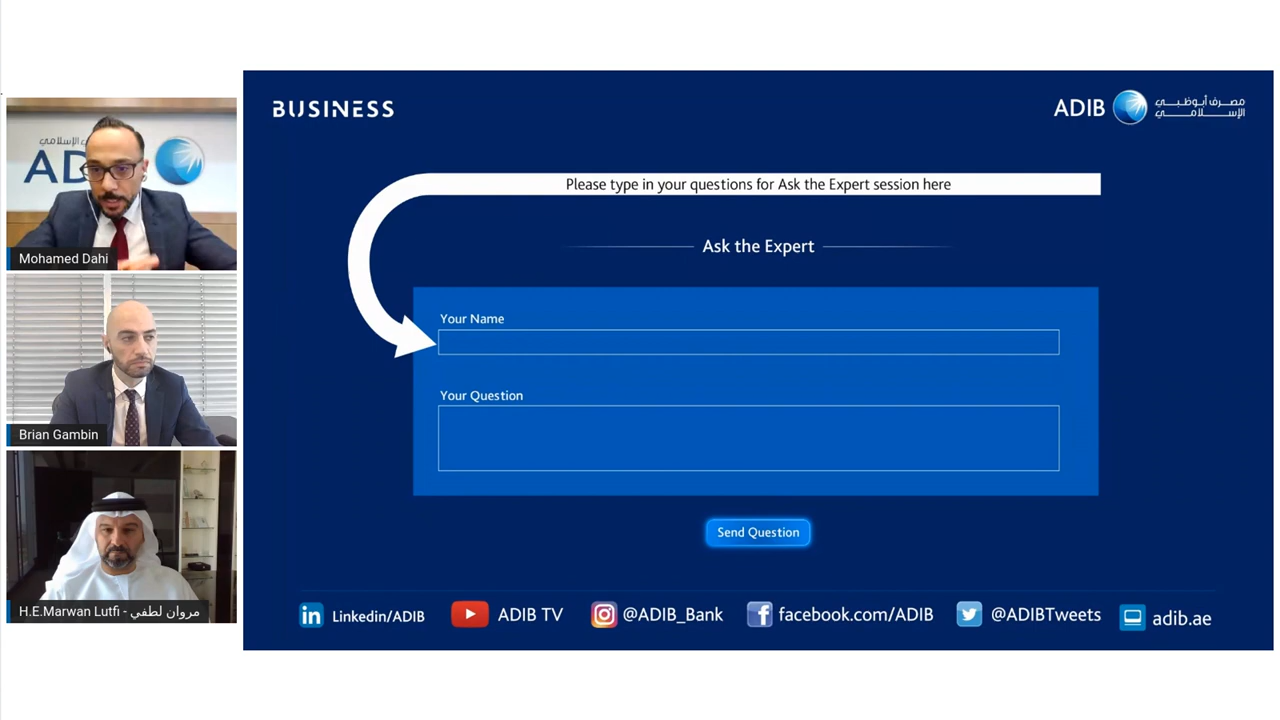 BUSINESS
ADIB
مصرف أبوظبي
الإسلامي
Please type in your questions for Ask the Expert session here
Ask the Expert
Your Name
Your Question
Send Question
Linkedin/ADIB
ADIB TV
@ADIB_Bank
facebook.com/ADIB
@ADIBTweets
adib.ae
الإسلامي
AD
Mohamed Dahi
Brian Gambin
H.E.Marwan Lutfi - مروان لطفي